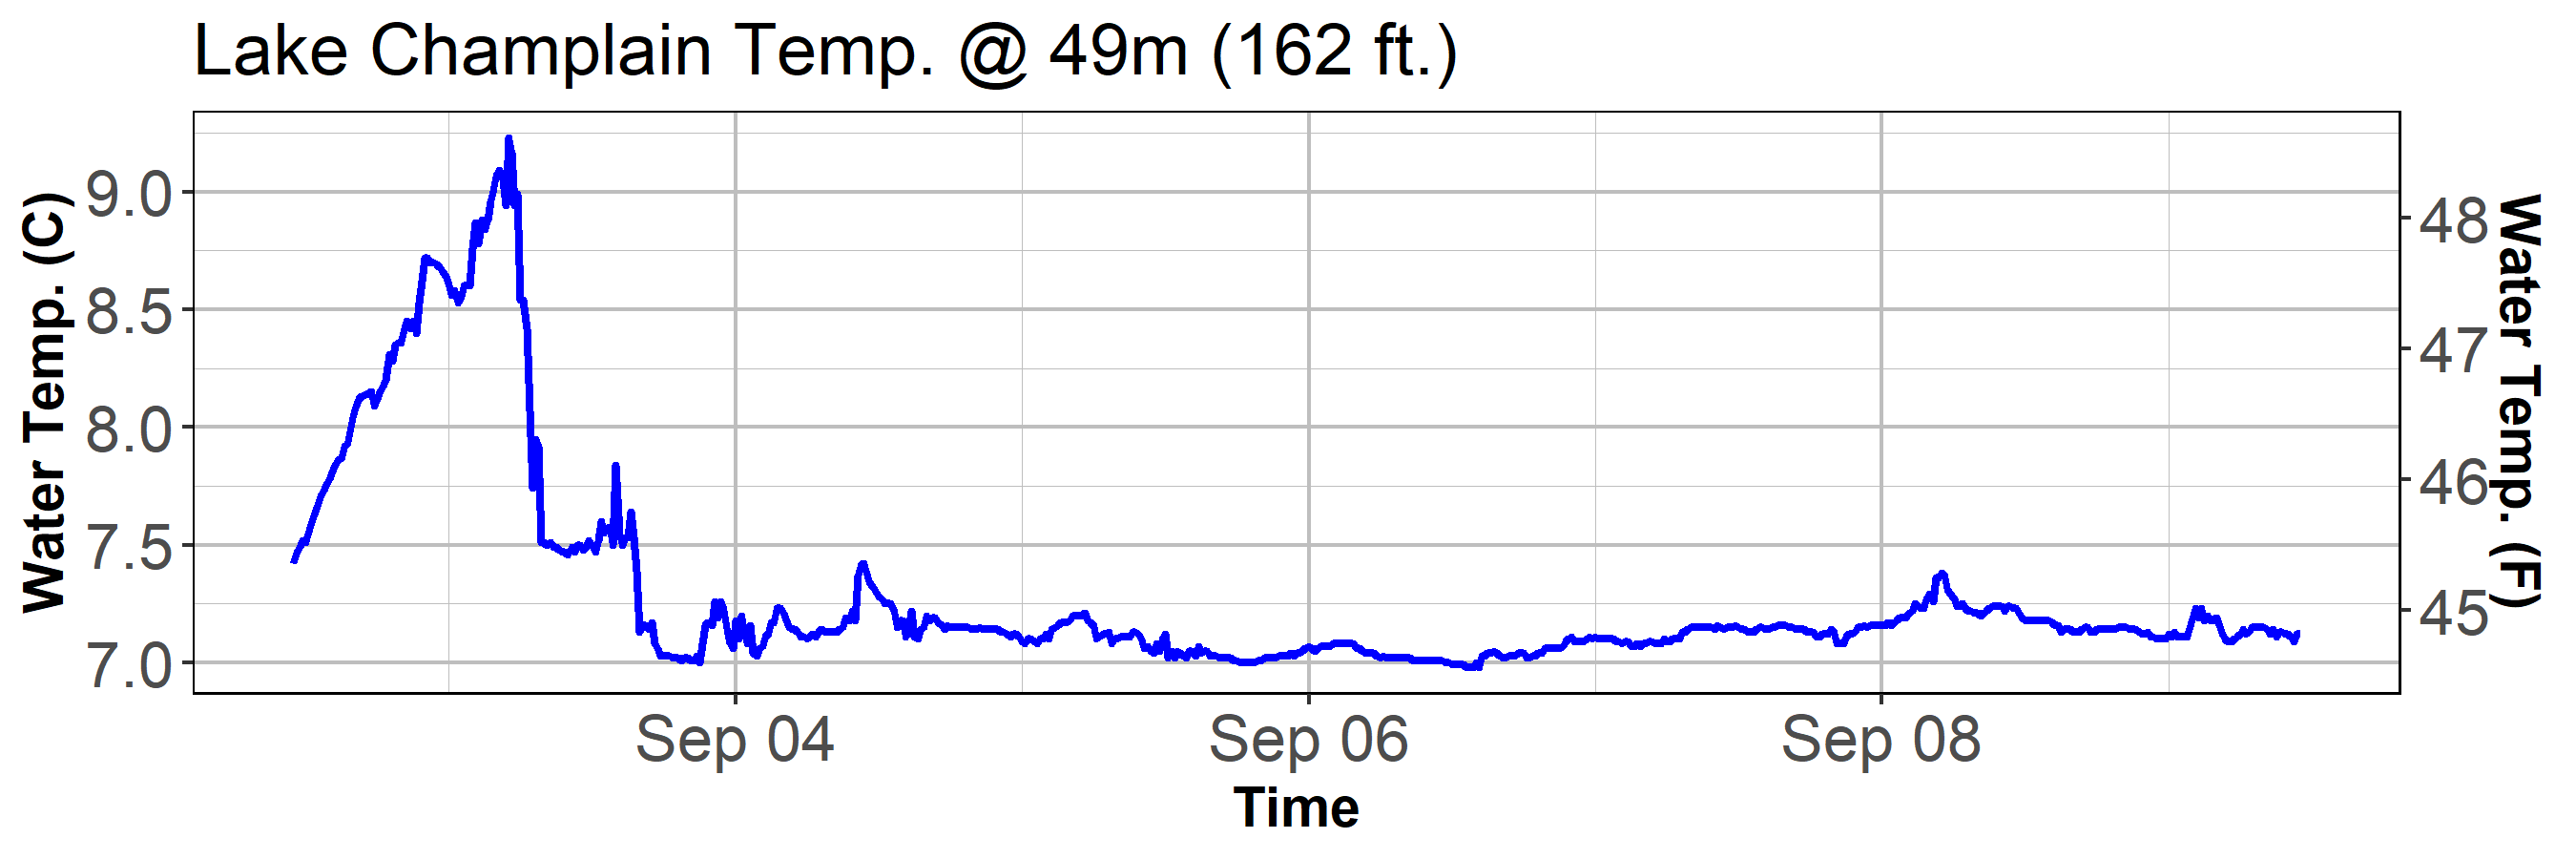 Lake Champlain Temp. @ 49m (162 ft.)
Water Temp. (C)
9.0
8.5
8.0
7.5
7.0
48
47
46
45
Water Temp. (F)
Sep 04 Sep 06 Sep 08
Time